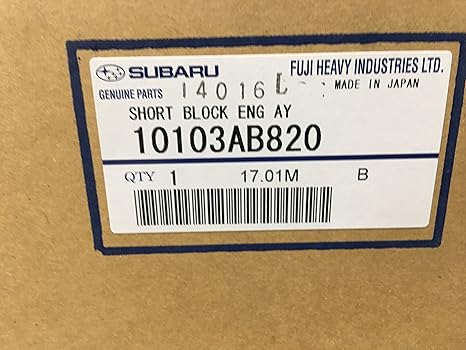 SUBARU FUJI HEAVY INDUSTRIES LTD.
GENUINE PARTS 14016L MADE IN JAPAN
SHORT BLOCK ENG AY
10103AB820
QTY 1 17.01M B